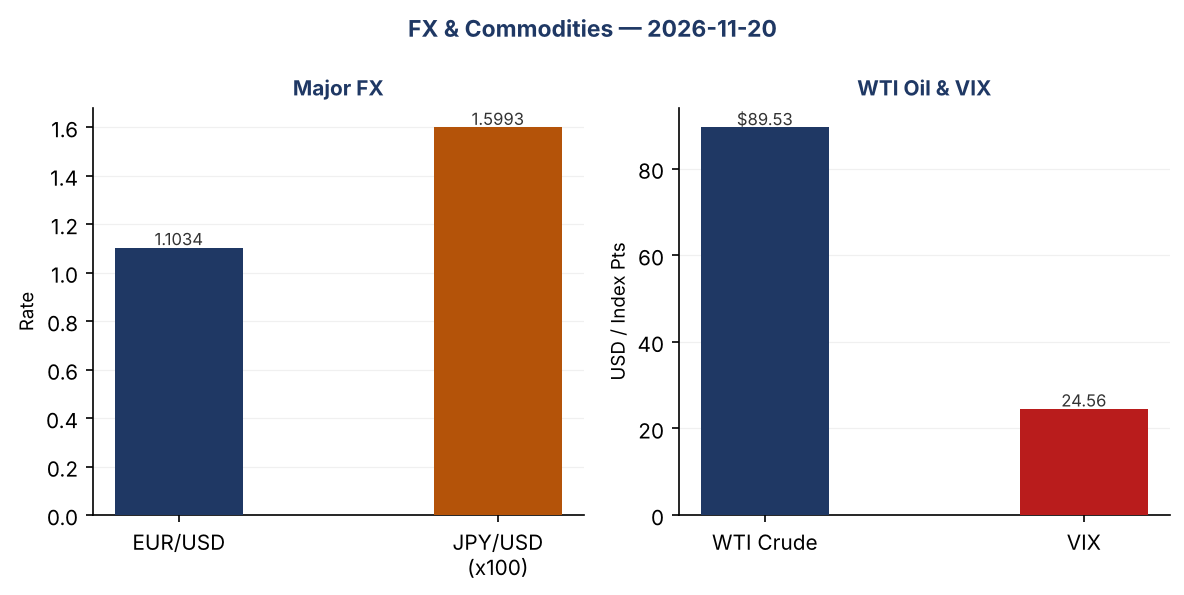 FX & Commodities — 2026-11-20
Major FX
Rate
1.6
1.4
1.2
1.0
0.8
0.6
0.4
0.2
0.0
1.1034
1.5993
EUR/USD
JPY/USD
(x100)
WTI Oil & VIX
USD / Index Pts
80
60
40
20
0
$89.53
24.56
WTI Crude
VIX